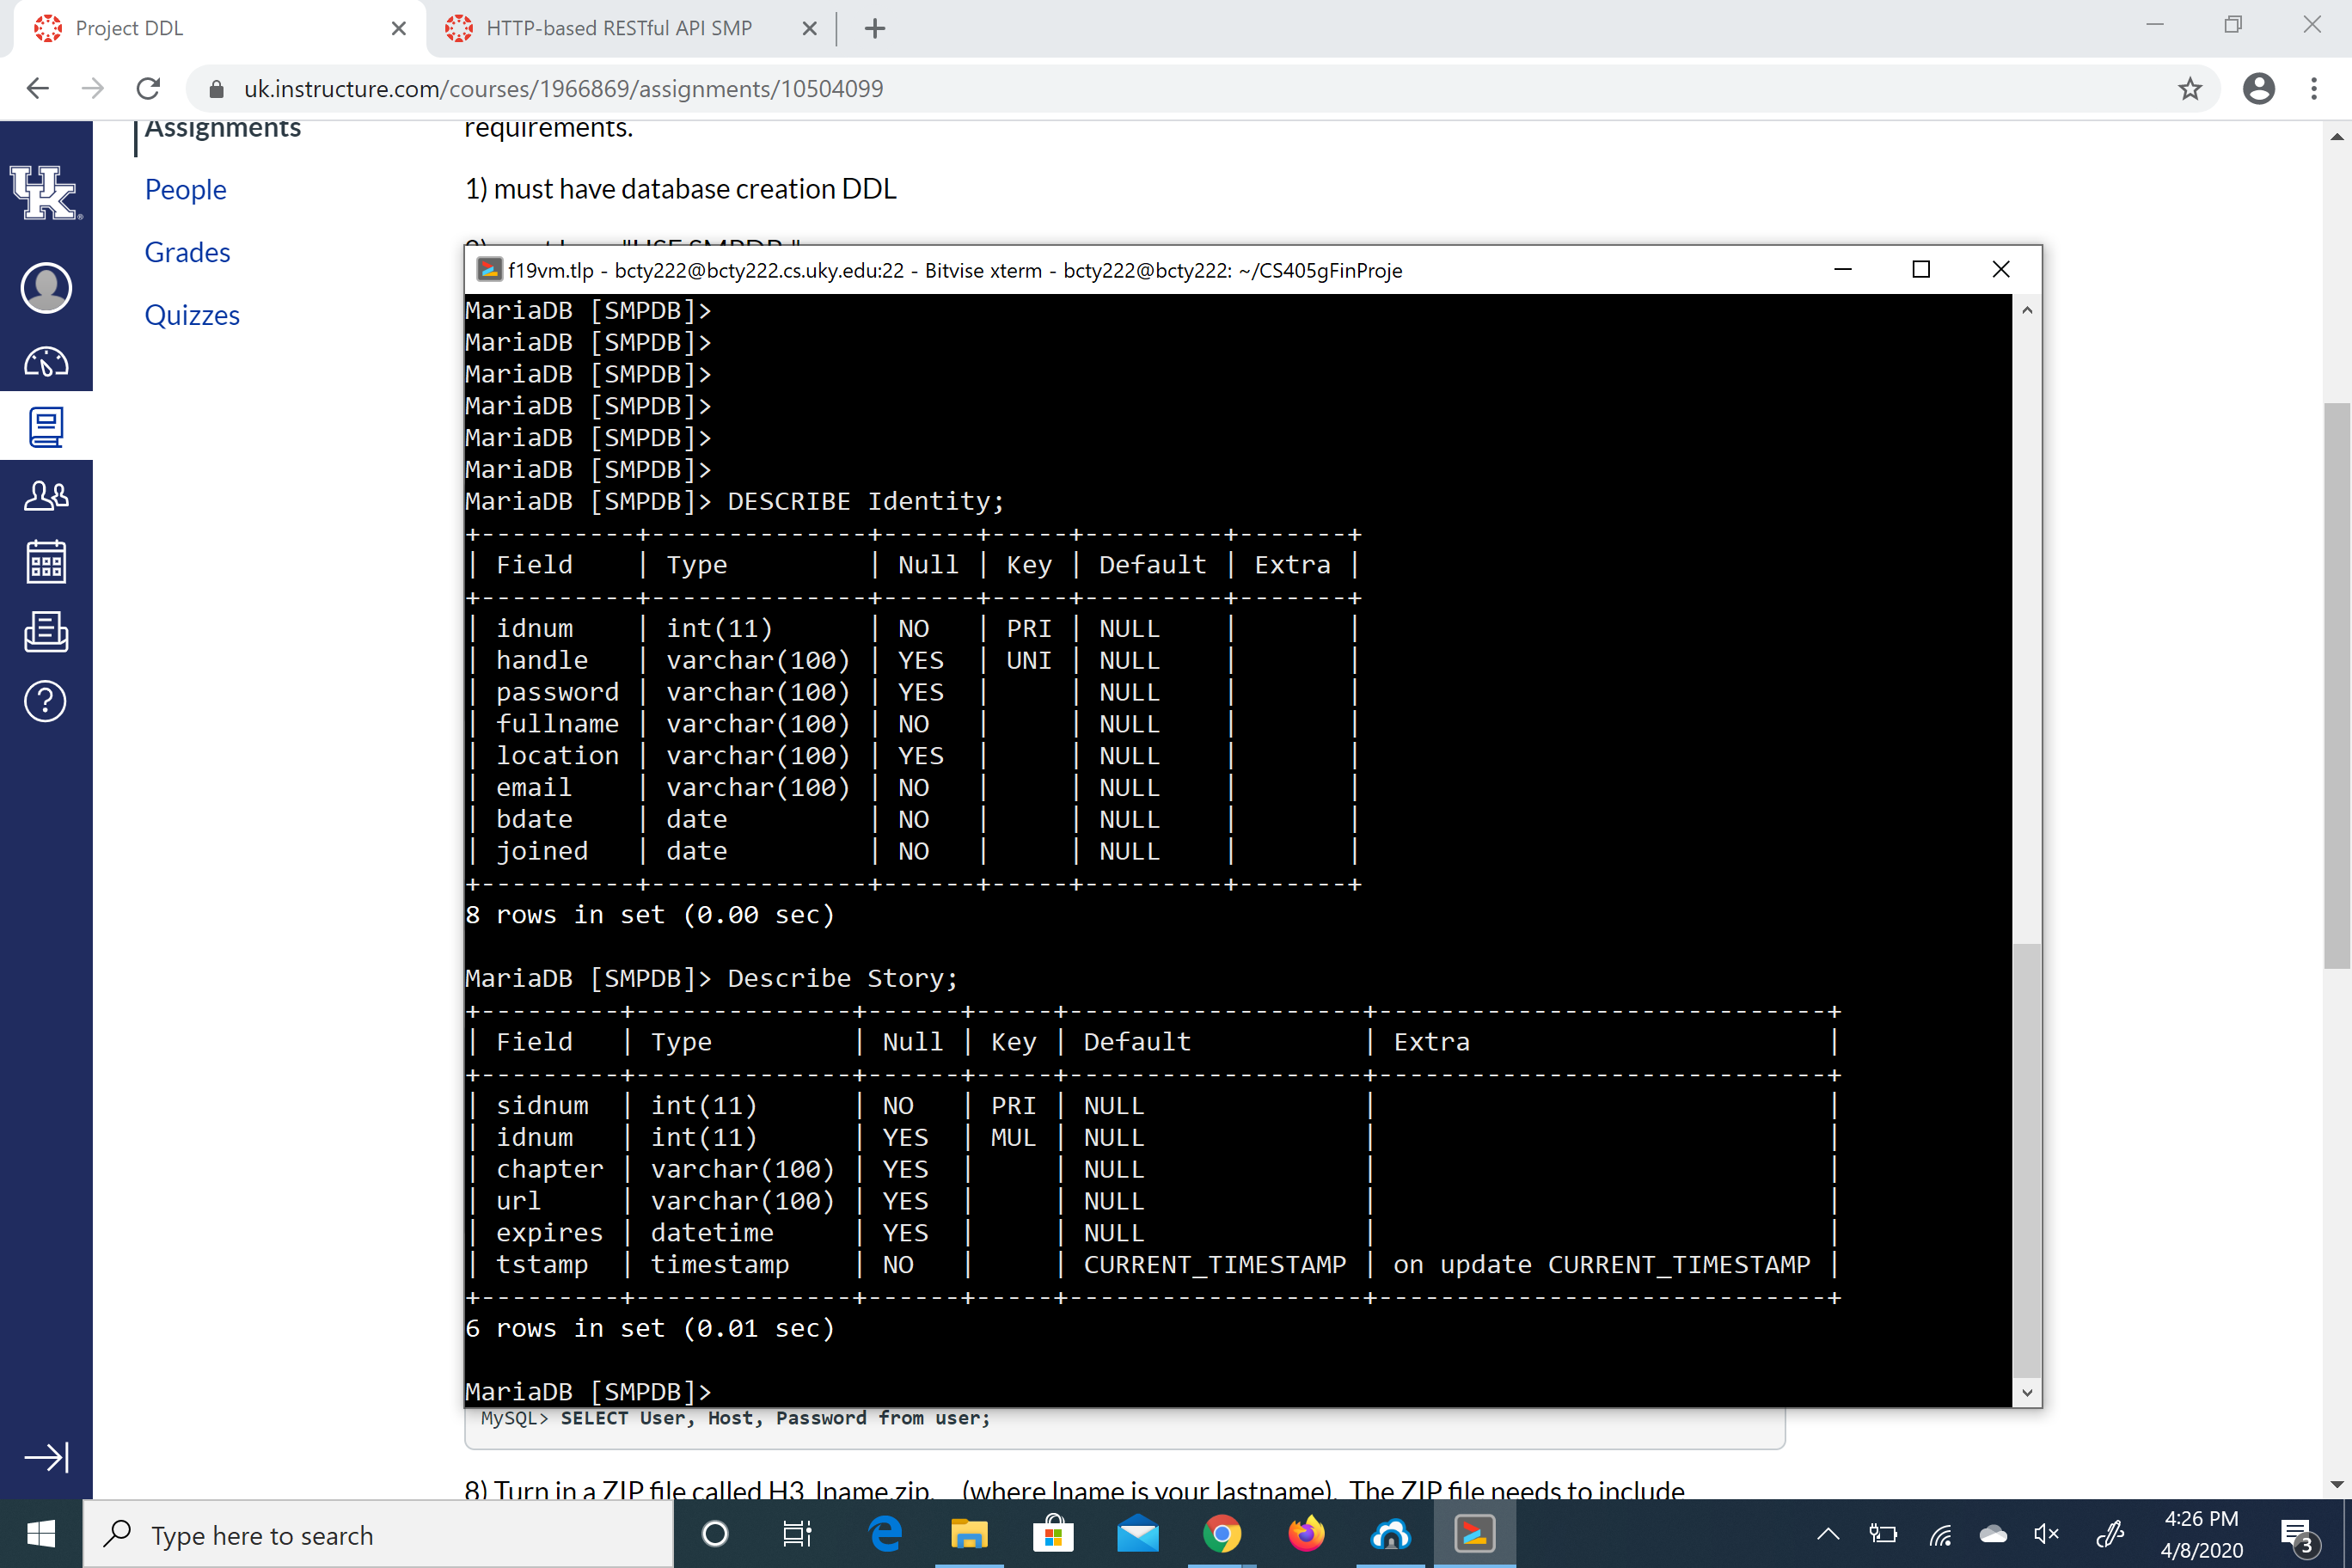 Project DDL
HTTP-based RESTful API SMP
uk.instructure.com/courses/1966869/assignments/10504099
Assignments
People
Grades
Quizzes
requirements.
1) must have database creation DDL
"USE SMPDB."
f19vm.tlp - bcty222@bcty222.cs.uky.edu:22 - Bitvise xterm - bcty222@bcty222: ~/CS405gFinProje
MariaDB [SMPDB]>
MariaDB [SMPDB]>
MariaDB [SMPDB]>
MariaDB [SMPDB]>
MariaDB [SMPDB]>
MariaDB [SMPDB]>
MariaDB [SMPDB]> DESCRIBE Identity;
+----------+--------------+------+-----+---------+-------+
| Field    | Type         | Null | Key | Default | Extra |
+----------+--------------+------+-----+---------+-------+
| idnum    | int(11)      | NO   | PRI | NULL    |       |
| handle   | varchar(100) | YES  | UNI | NULL    |       |
| password | varchar(100) | YES  |     | NULL    |       |
| fullname | varchar(100) | NO   |     | NULL    |       |
| location | varchar(100) | YES  |     | NULL    |       |
| email    | varchar(100) | NO   |     | NULL    |       |
| bdate    | date         | NO   |     | NULL    |       |
| joined   | date         | NO   |     | NULL    |       |
+----------+--------------+------+-----+---------+-------+
8 rows in set (0.00 sec)
MariaDB [SMPDB]> Describe Story;
+---------+--------------+------+-----+-------------------+-----------------------------+
| Field   | Type         | Null | Key | Default           | Extra                       |
+---------+--------------+------+-----+-------------------+-----------------------------+
| sidnum  | int(11)      | NO   | PRI | NULL              |                             |
| idnum   | int(11)      | YES  | MUL | NULL              |                             |
| chapter | varchar(100) | YES  |     | NULL              |                             |
| url     | varchar(100) | YES  |     | NULL              |                             |
| expires | datetime     | YES  |     | NULL              |                             |
| tstamp  | timestamp    | NO   |     | CURRENT_TIMESTAMP | on update CURRENT_TIMESTAMP |
+---------+--------------+------+-----+-------------------+-----------------------------+
6 rows in set (0.01 sec)
MariaDB [SMPDB]>
MySQL> SELECT User, Host, Password from user;
8) Turn in a ZIP file called H3_lname.zip. (where lname is your lastname). The ZIP file needs to include
Type here to search
4:26 PM
4/8/2020
3